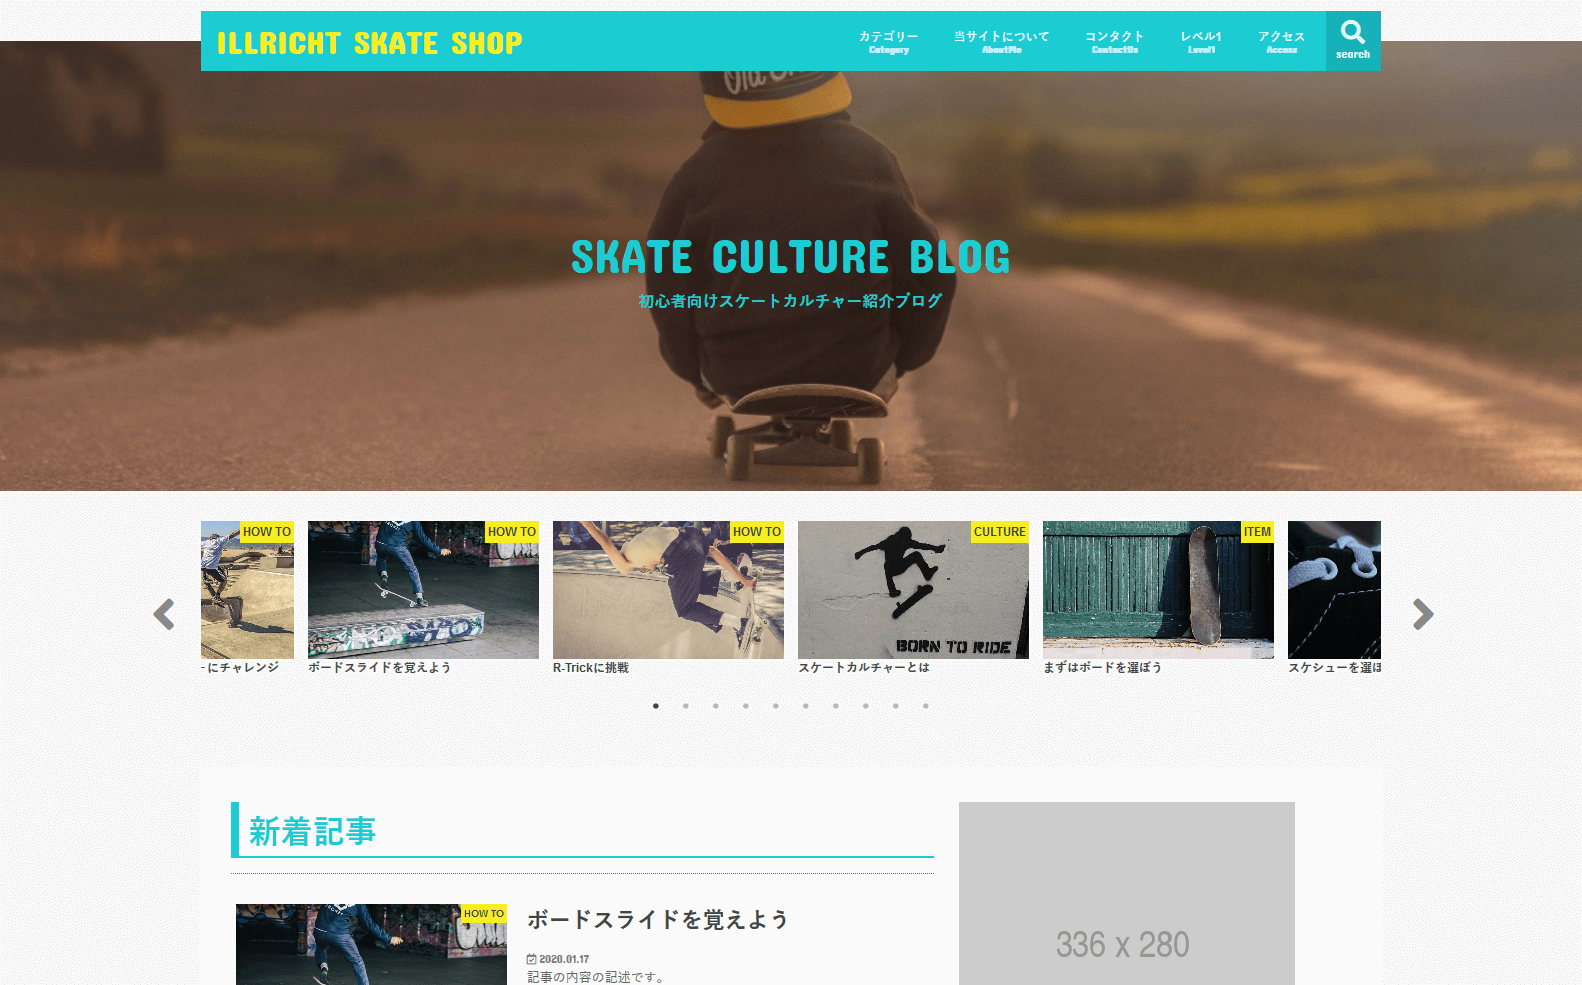 ILLRICHT SKATE SHOP
カテゴリー
Category
当サイトについて
AboutMe
コンタクト
ContactUs
レベル1
Level1
アクセス
Access
search
SKATE CULTURE BLOG
初心者向けスケートカルチャー紹介ブログ
HOW TO
HOW TO
HOW TO
CULTURE
ITEM
BORN TO RIDE
ーにチャレンジ
ボードスライドを覚えよう
R-Trickに挑戦
スケートカルチャーとは
まずはボードを選ぼう
スケシューを選ぼ
新着記事
HOW TO
ボードスライドを覚えよう
2020.01.17
記事の内容の記述です。
336 x 280